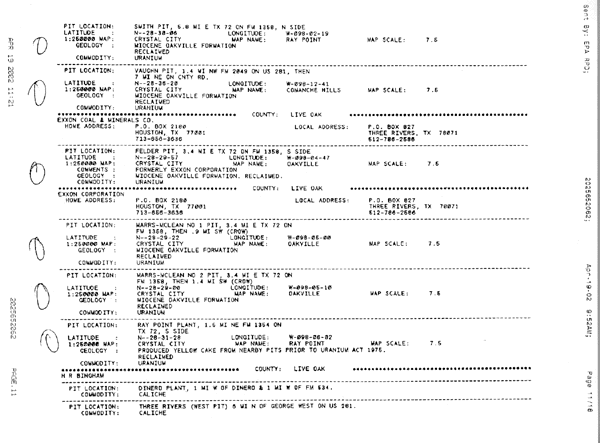 PIT LOCATION: SMITH PIT, 5.8 MI E TX 72 ON FM 1358, N SIDE
LATITUDE : N--28-30-06 LONGITUDE: W-098-02-19
1:250000 MAP: CRYSTAL CITY MAP NAME: RAY POINT MAP SCALE: 7.5
GEOLOGY : MIOCENE OAKVILLE FORMATION
RECLAIMED
COMMODITY: URANIUM
PIT LOCATION: VAUGHN PIT, 1.4 MI NW FM 2049 ON US 281, THEN
7 MI NE ON CNTY RD.
LATITUDE : N--28-36-20 LONGITUDE: W-098-12-41
1:250000 MAP: CRYSTAL CITY MAP NAME: COMANCHE HILLS MAP SCALE: 7.5
GEOLOGY : MIOCENE OAKVILLE FORMATION
RECLAIMED
COMMODITY: URANIUM
COUNTY: LIVE OAK
EXXON COAL & MINERALS CO.
HOME ADDRESS: P.O. BOX 2180 LOCAL ADDRESS: P.O. BOX 827
HOUSTON, TX 77001 THREE RIVERS, TX 78071
713-656-3636 512-786-2586
PIT LOCATION: FELDER PIT, 3.4 MI E TX 72 ON FM 1358, S SIDE
LATITUDE : N--28-29-57 LONGITUDE: W-098-04-47
1:250000 MAP: CRYSTAL CITY MAP NAME: OAKVILLE MAP SCALE: 7.5
COMMENTS : FORMERLY EXXON CORPORATION
GEOLOGY : MIOCENE OAKVILLE FORMATION. RECLAIMED.
COMMODITY: URANIUM
COUNTY: LIVE OAK
EXXON CORPORATION
HOME ADDRESS: P.O. BOX 2180 LOCAL ADDRESS: P.O. BOX 827
HOUSTON, TX 77001 THREE RIVERS, TX 78071
713-656-3636 512-786-2586
PIT LOCATION: MARRS-MCLEAN NO 1 PIT, 3.4 MI E TX 72 ON
FM 1358, THEN .9 MI SW (CROW)
LATITUDE : N--28-29-22 LONGITUDE: W-098-05-00
1:250000 MAP: CRYSTAL CITY MAP NAME: OAKVILLE MAP SCALE: 7.5
GEOLOGY : MIOCENE OAKVILLE FORMATION
RECLAIMED
COMMODITY: URANIUM
PIT LOCATION: MARRS-MCLEAN NO 2 PIT, 3.4 MI E TX 72 ON
FM 1358, THEN 1.4 MI SW (CROW)
LATITUDE : N--28-29-00 LONGITUDE: W-098-05-10
1:250000 MAP: CRYSTAL CITY MAP NAME: OAKVILLE MAP SCALE: 7.5
GEOLOGY : MIOCENE OAKVILLE FORMATION
RECLAIMED
COMMODITY: URANIUM
PIT LOCATION: RAY POINT PLANT, 1.5 MI NE FM 1354 ON
TX 72, S SIDE
LATITUDE : N--28-31-28 LONGITUDE: W-098-06-02
1:250000 MAP: CRYSTAL CITY MAP NAME: RAY POINT MAP SCALE: 7.5
GEOLOGY : PRODUCED YELLOW CAKE FROM NEARBY PITS PRIOR TO URANIUM ACT 1975.
COMMODITY: URANIUM
COUNTY: LIVE OAK
H R BINGHAM
PIT LOCATION: DINERO PLANT, 1 MI W OF DINERO & 1 MI W OF FM 534.
COMMODITY: CALICHE
PIT LOCATION: THREE RIVERS (WEST PIT) 6 MI N OF GEORGE WEST ON US 281.
COMMODITY: CALICHE
APR 19 2002 11:21
PAGE.11
Sent By: EPA
Apr-19-02 9:52AM;
Page 11/16